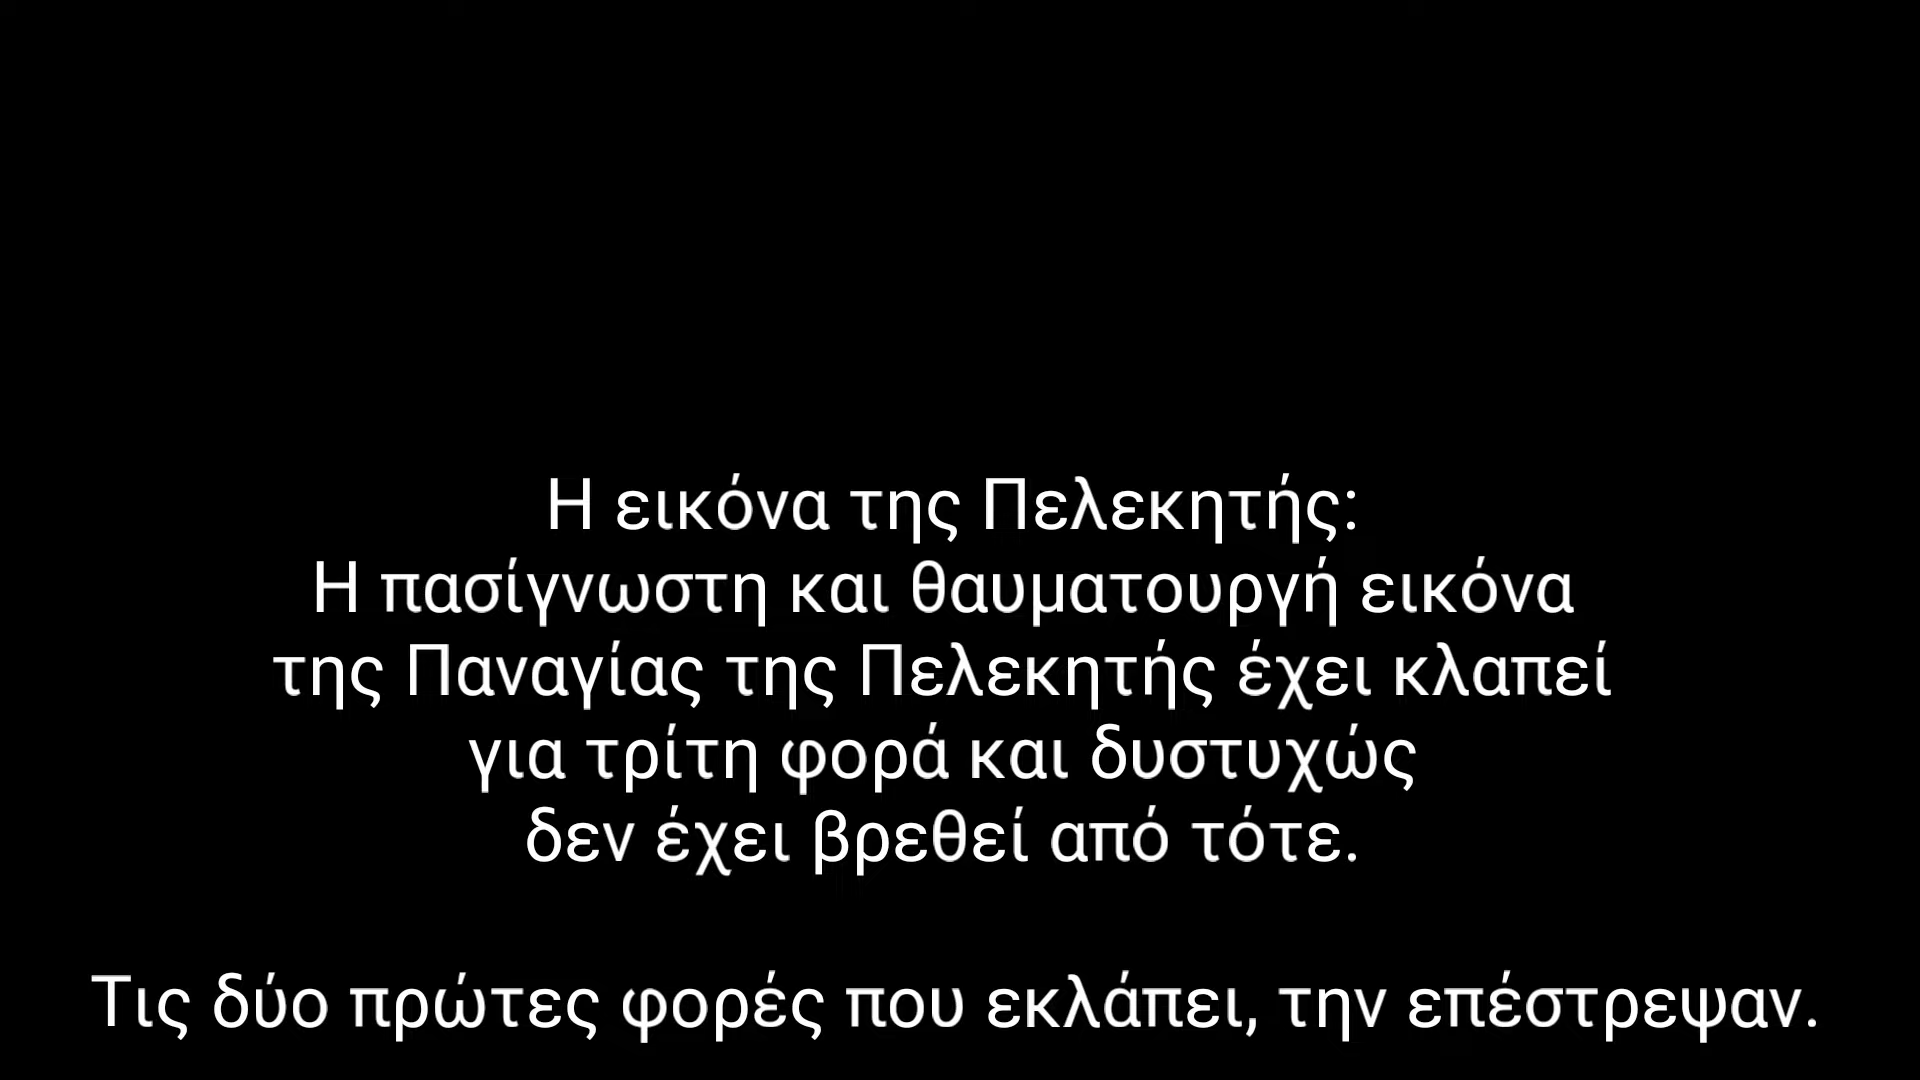 Η εικόνα της Πελεκητής:
Η πασίγνωστη και θαυματουργή εικόνα
της Παναγίας της Πελεκητής έχει κλαπεί
για τρίτη φορά και δυστυχώς
δεν έχει βρεθεί από τότε.
Τις δύο πρώτες φορές που εκλάπει, την επέστρεψαν.